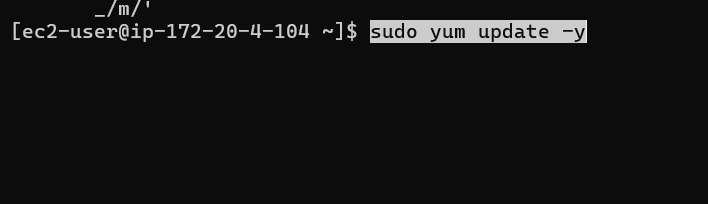 _/m/'
[ec2-user@ip-172-20-4-104 ~]$ sudo yum update -y